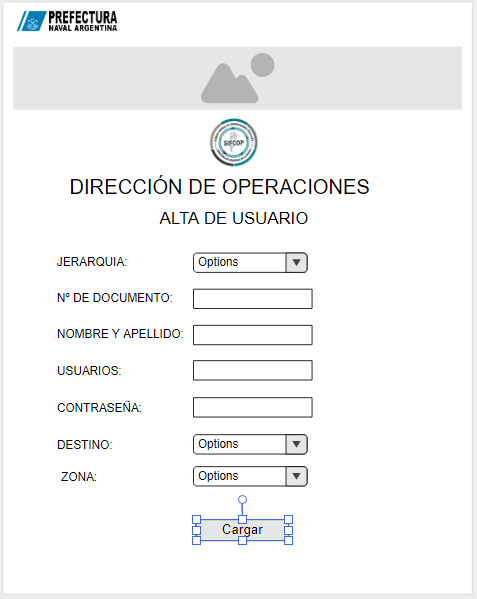 PREFECTURA
NAVAL ARGENTINA
SIFCOP
DIRECCIÓN DE OPERACIONES
ALTA DE USUARIO
JERARQUIA: Options
Nº DE DOCUMENTO:
NOMBRE Y APELLIDO:
USUARIOS:
CONTRASEÑA:
DESTINO: Options
ZONA: Options
Cargar